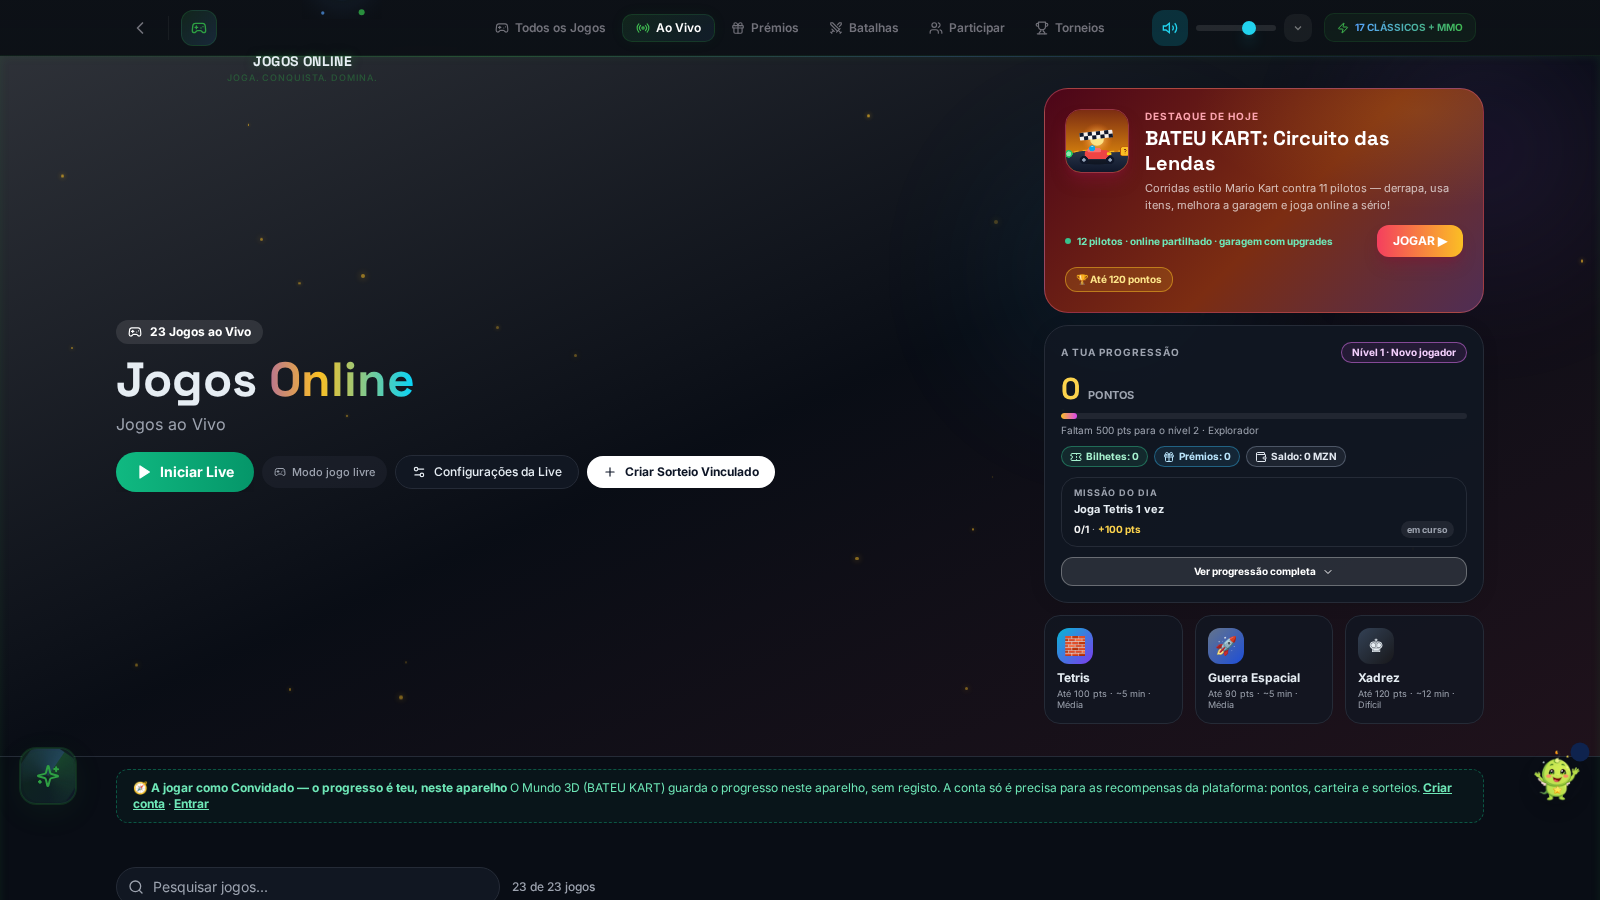 Todos os Jogos
Ao Vivo
Prémios
Batalhas
Participar
Torneios
17 CLÁSSICOS + MMO
JOGOS ONLINE
JOGA. CONQUISTA. DOMINA.
23 Jogos ao Vivo
Jogos Online
Jogos ao Vivo
Iniciar Live
Modo jogo livre
Configurações da Live
Criar Sorteio Vinculado
DESTAQUE DE HOJE
BATEU KART: Circuito das
Lendas
Corridas estilo Mario Kart contra 11 pilotos — derrapa, usa
itens, melhora a garagem e joga online a sério!
12 pilotos · online partilhado · garagem com upgrades
JOGAR ▶
🏆 Até 120 pontos
A TUA PROGRESSÃO
Nível 1 · Novo jogador
0 PONTOS
Faltam 500 pts para o nível 2 · Explorador
Bilhetes: 0
Prémios: 0
Saldo: 0 MZN
MISSÃO DO DIA
Joga Tetris 1 vez
0/1 · +100 pts
em curso
Ver progressão completa
Tetris
Até 100 pts · ~5 min ·
Média
Guerra Espacial
Até 90 pts · ~5 min ·
Média
Xadrez
Até 120 pts · ~12 min ·
Difícil
🧭 A jogar como Convidado — o progresso é teu, neste aparelho O Mundo 3D (BATEU KART) guarda o progresso neste aparelho, sem registo. A conta só é precisa para as recompensas da plataforma: pontos, carteira e sorteios. Criar
conta · Entrar
Pesquisar jogos...
23 de 23 jogos